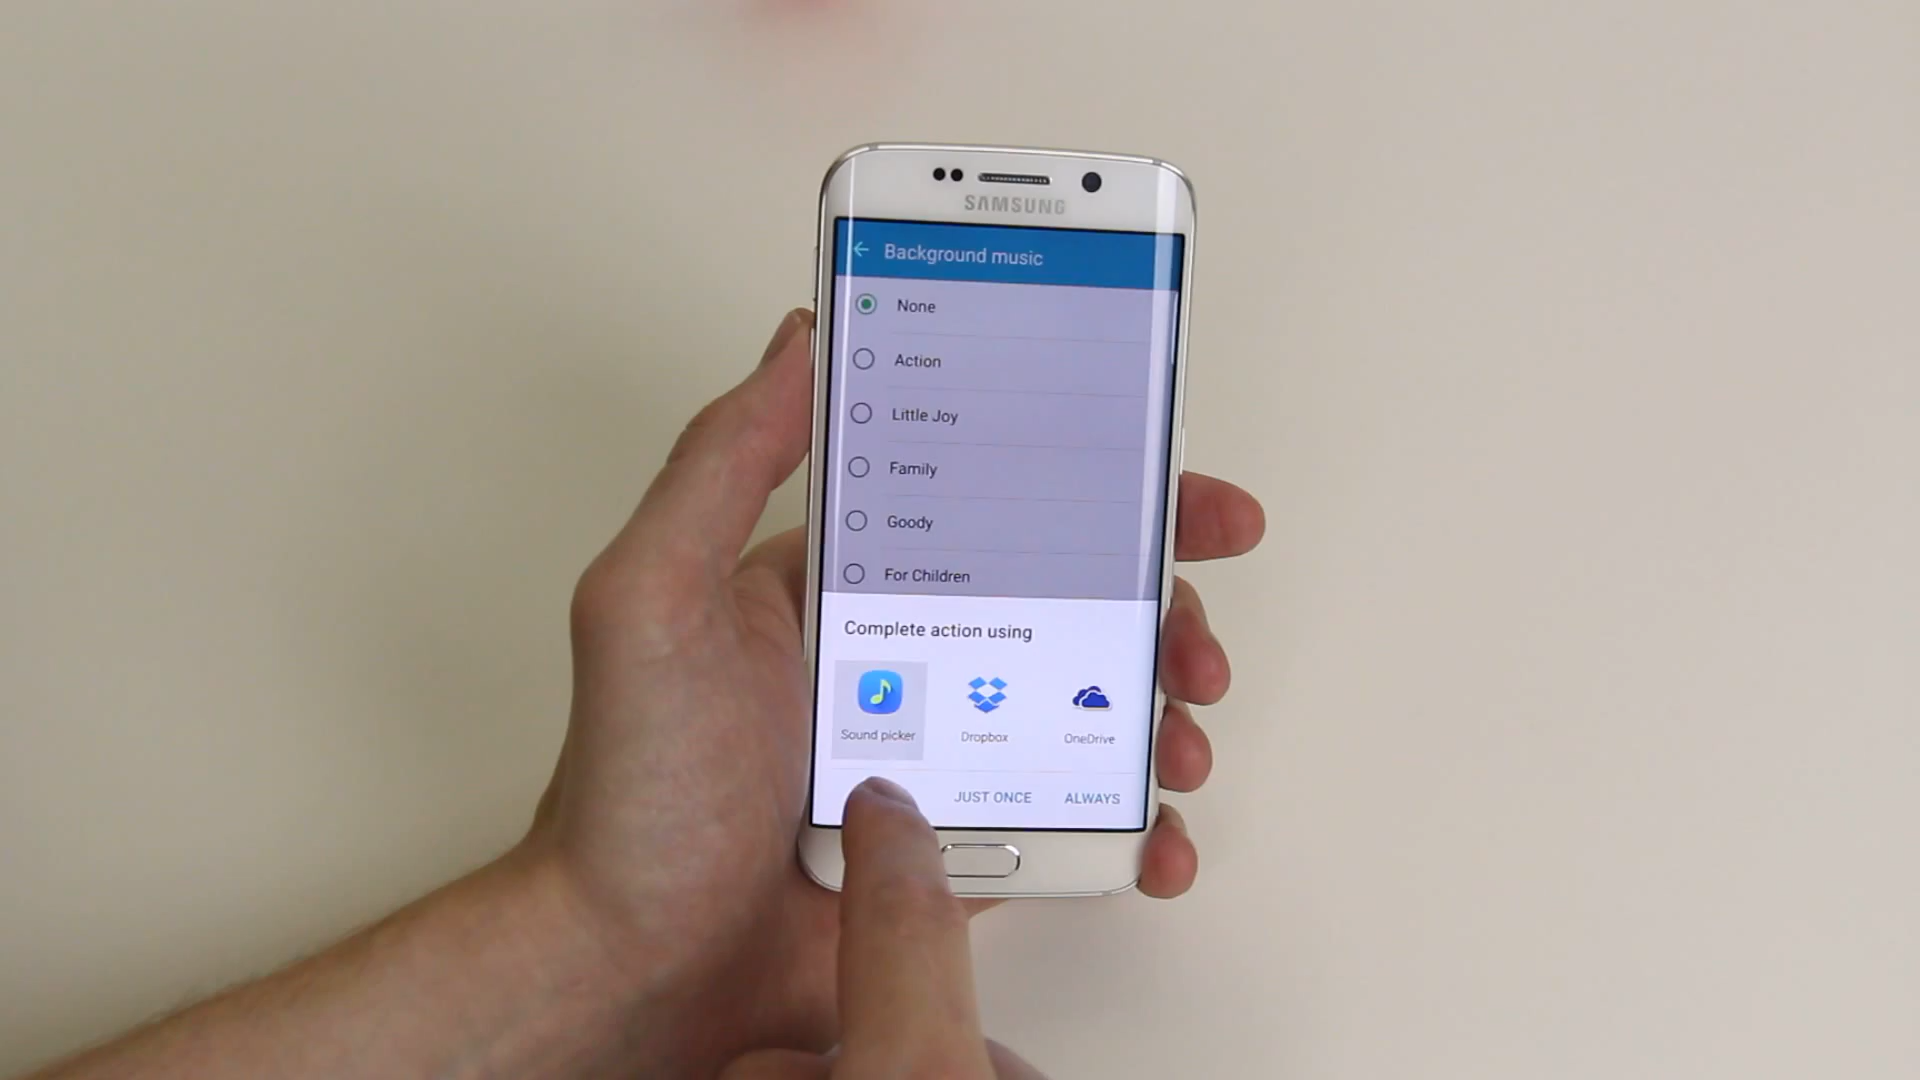 SAMSUNG
Background music
None
Action
Little Joy
Family
Goody
For Children
Complete action using
Sound picker
Dropbox
OneDrive
JUST ONCE
ALWAYS